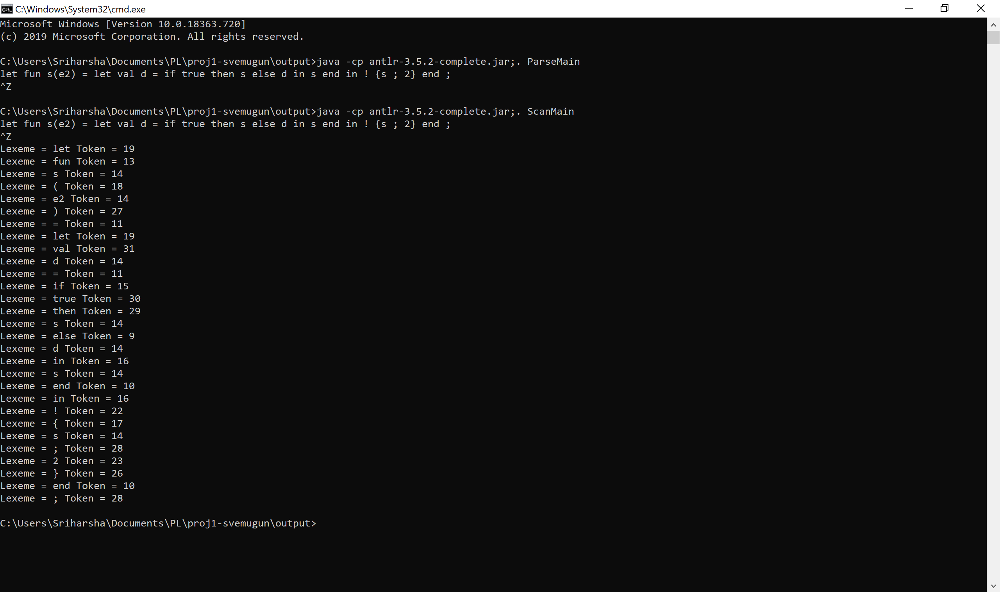 C:\Windows\System32\cmd.exe
Microsoft Windows [Version 10.0.18363.720]
(c) 2019 Microsoft Corporation. All rights reserved.
C:\Users\Sriharsha\Documents\PL\proj1-svemugun\output>java -cp antlr-3.5.2-complete.jar;. ParseMain
let fun s(e2) = let val d = if true then s else d in s end in ! {s ; 2} end ;
^Z
C:\Users\Sriharsha\Documents\PL\proj1-svemugun\output>java -cp antlr-3.5.2-complete.jar;. ScanMain
let fun s(e2) = let val d = if true then s else d in s end in ! {s ; 2} end ;
^Z
Lexeme = let Token = 19
Lexeme = fun Token = 13
Lexeme = s Token = 14
Lexeme = ( Token = 18
Lexeme = e2 Token = 14
Lexeme = ) Token = 27
Lexeme = = Token = 11
Lexeme = let Token = 19
Lexeme = val Token = 31
Lexeme = d Token = 14
Lexeme = = Token = 11
Lexeme = if Token = 15
Lexeme = true Token = 30
Lexeme = then Token = 29
Lexeme = s Token = 14
Lexeme = else Token = 9
Lexeme = d Token = 14
Lexeme = in Token = 16
Lexeme = s Token = 14
Lexeme = end Token = 10
Lexeme = in Token = 16
Lexeme = ! Token = 22
Lexeme = { Token = 17
Lexeme = s Token = 14
Lexeme = ; Token = 28
Lexeme = 2 Token = 23
Lexeme = } Token = 26
Lexeme = end Token = 10
Lexeme = ; Token = 28
C:\Users\Sriharsha\Documents\PL\proj1-svemugun\output>